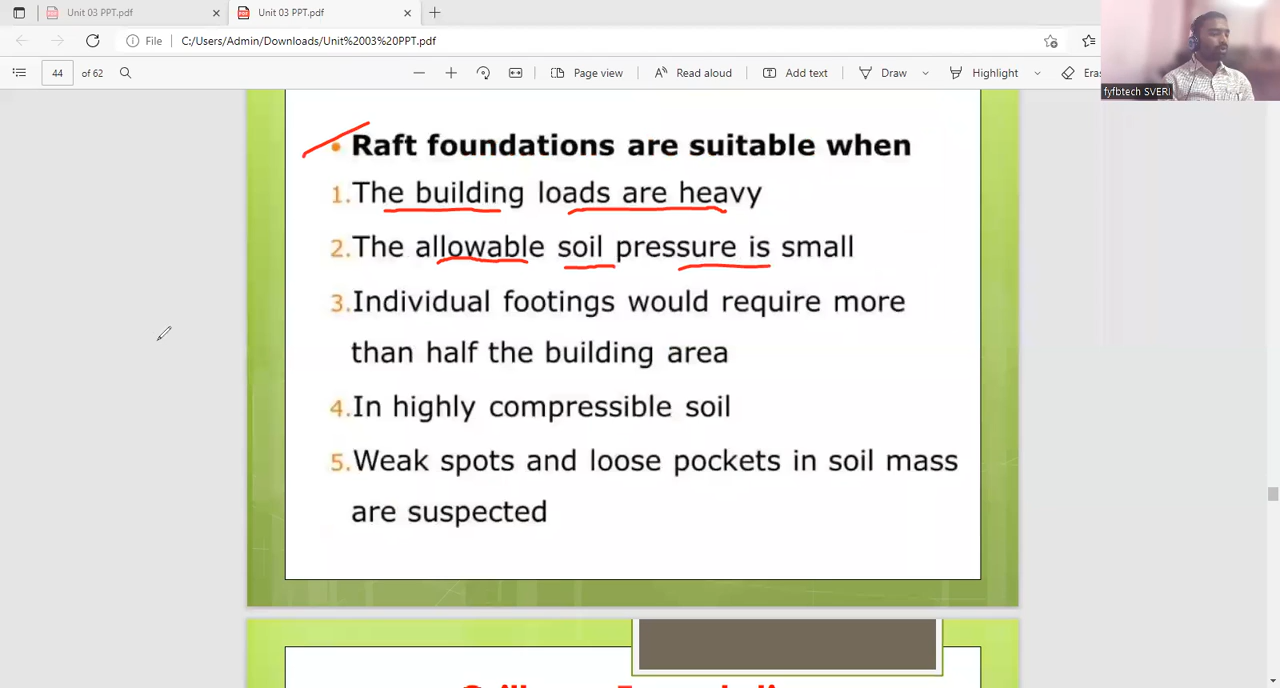 Unit 03 PPT.pdf
Unit 03 PPT.pdf
File C:/Users/Admin/Downloads/Unit%2003%20PPT.pdf
44 of 62 Page view Read aloud Add text Draw Highlight
fyfbtech SVERI
• Raft foundations are suitable when
1. The building loads are heavy
2. The allowable soil pressure is small
3. Individual footings would require more
than half the building area
4. In highly compressible soil
5. Weak spots and loose pockets in soil mass
are suspected